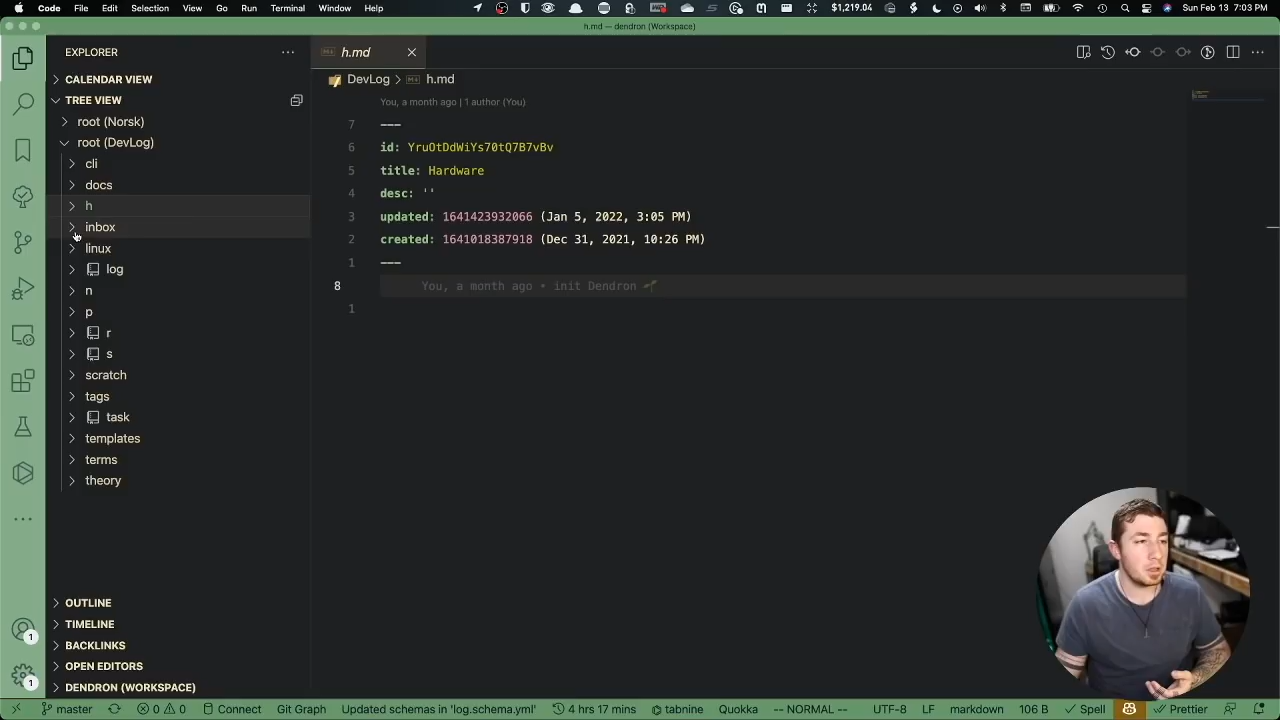 Code File Edit Selection View Go Run Terminal Window Help $1,219.04 Sun Feb 13 7:03 PM
h.md — dendron (Workspace)
EXPLORER
h.md
CALENDAR VIEW
DevLog > h.md
TREE VIEW
You, a month ago | 1 author (You)
root (Norsk)
7 ---
root (DevLog)
6 id: YruOtDdWiYs70tQ7B7vBv
cli
5 title: Hardware
docs
4 desc: ''
h
3 updated: 1641423932066 (Jan 5, 2022, 3:05 PM)
inbox
2 created: 1641018387918 (Dec 31, 2021, 10:26 PM)
linux
1 ---
log
8 You, a month ago • init Dendron
n
1
p
r
s
scratch
tags
task
templates
terms
theory
OUTLINE
TIMELINE
1
BACKLINKS
OPEN EDITORS
1
DENDRON (WORKSPACE)
master 0 0 Connect Git Graph Updated schemas in 'log.schema.yml' 4 hrs 17 mins tabnine Quokka -- NORMAL -- UTF-8 LF markdown 106 B Spell Prettier